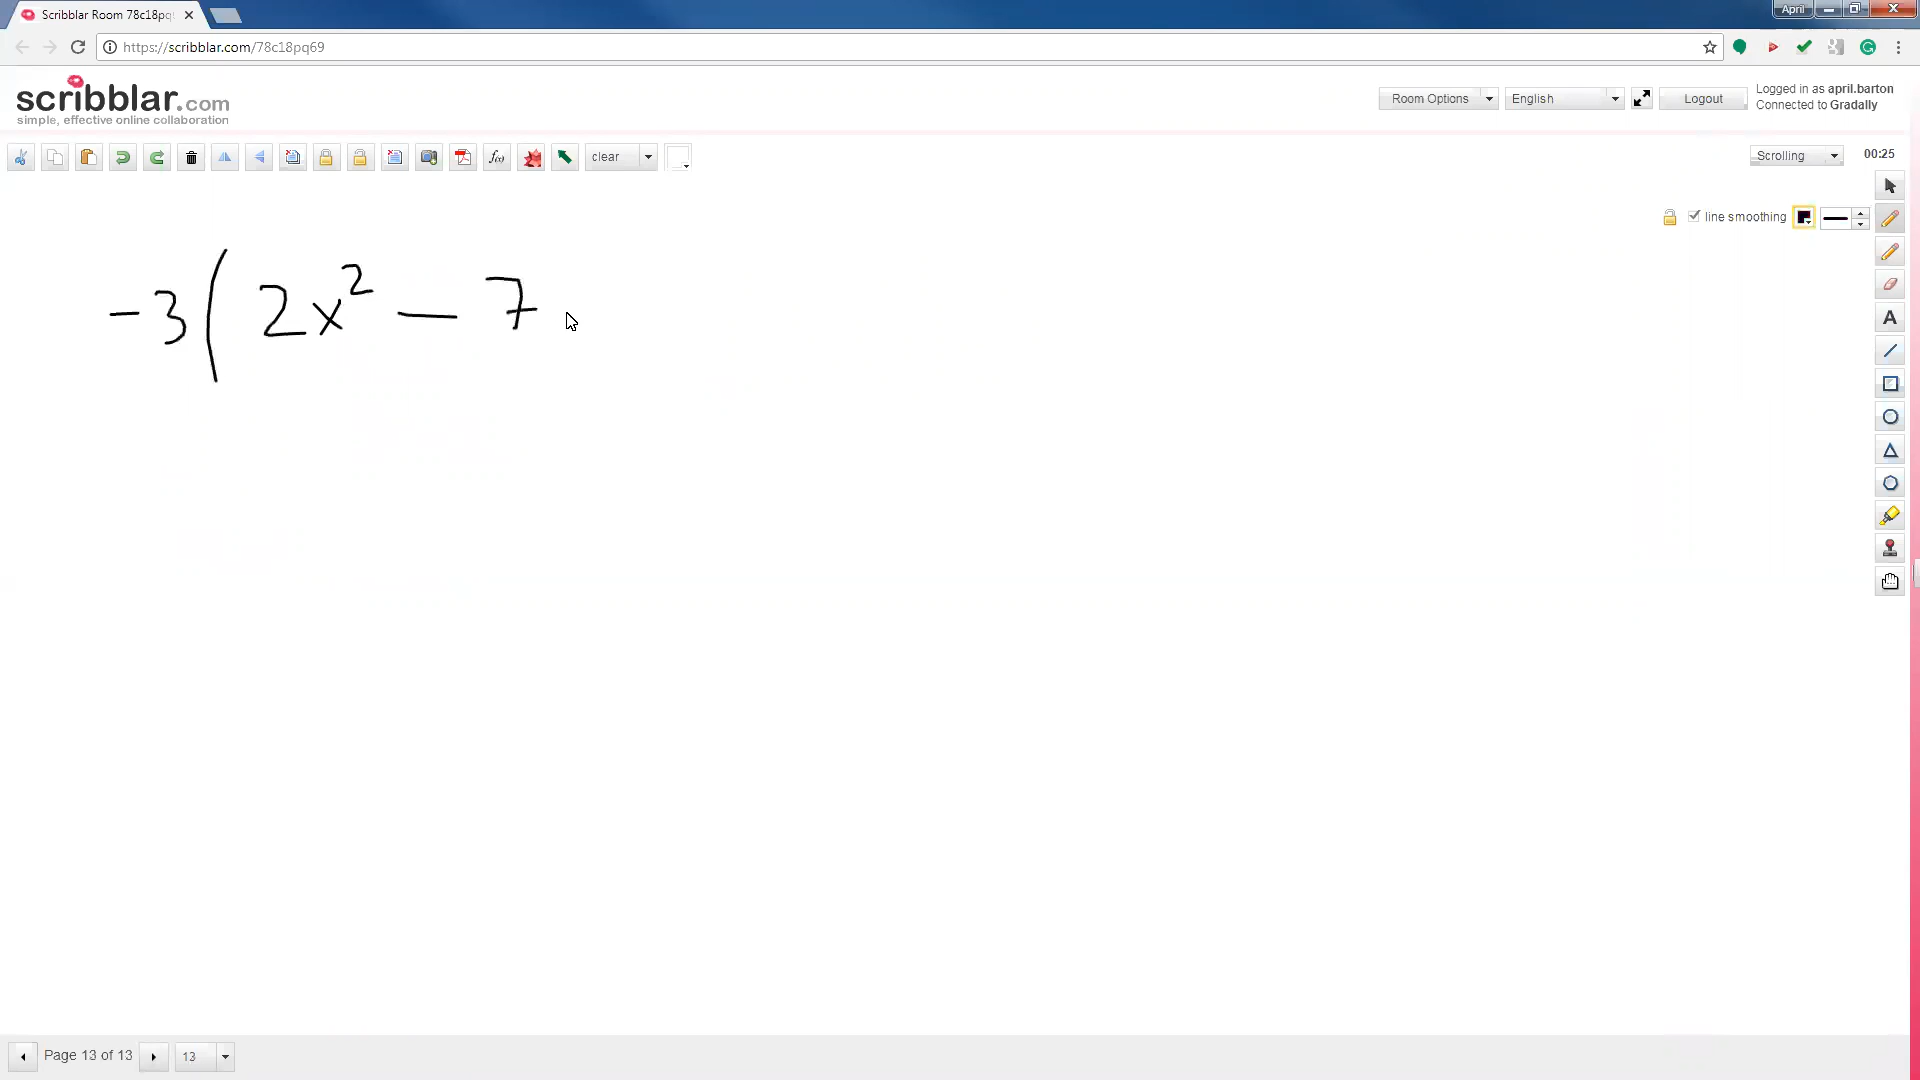 Scribblar Room 78c18pq
April
https://scribblar.com/78c18pq69
scribblar.com
simple, effective online collaboration
Room Options
English
Logout
Logged in as april.barton
Connected to Gradally
f(x)
clear
Scrolling
00:25
line smoothing
A
-3( 2x² — 7
Page 13 of 13
13